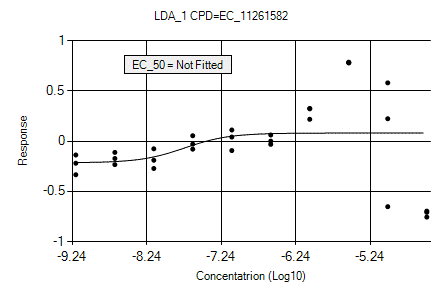 LDA_1 CPD=EC_11261582
EC_50 = Not Fitted
Response
1
0.5
0
-0.5
-1
-9.24 -8.24 -7.24 -6.24 -5.24
Concentatrion (Log10)